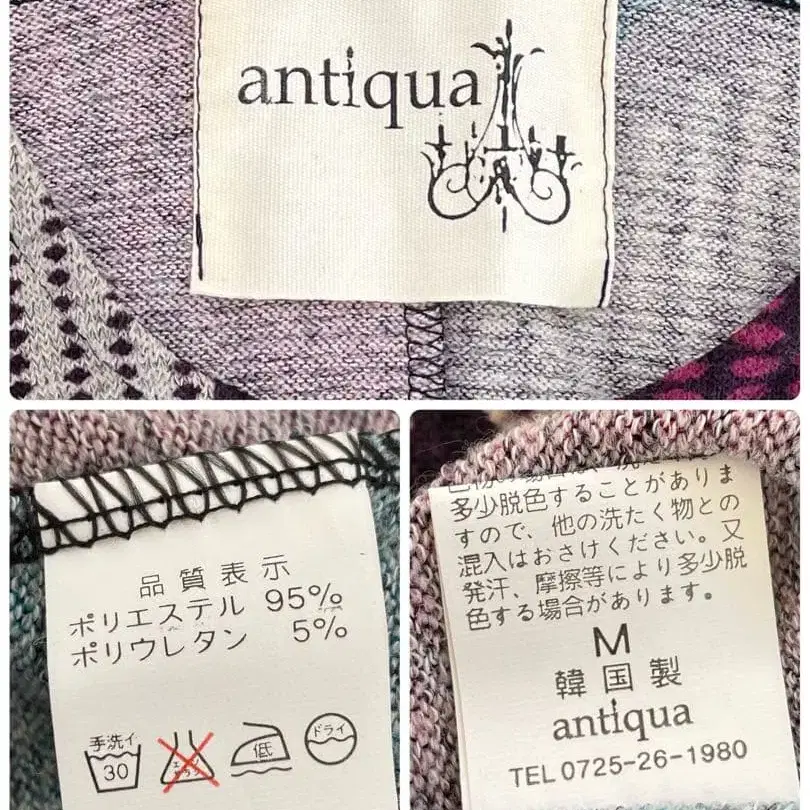 antiqua
品質表示
ポリエステル 95%
ポリウレタン 5%
手洗イ
30
低
ドライ
多少脱色することがありま
すので、他の洗たく物との
混入はおさけください。又
発汗、摩擦等により多少脱
色する場合があります。
M
韓国製
antiqua
TEL 0725-26-1980